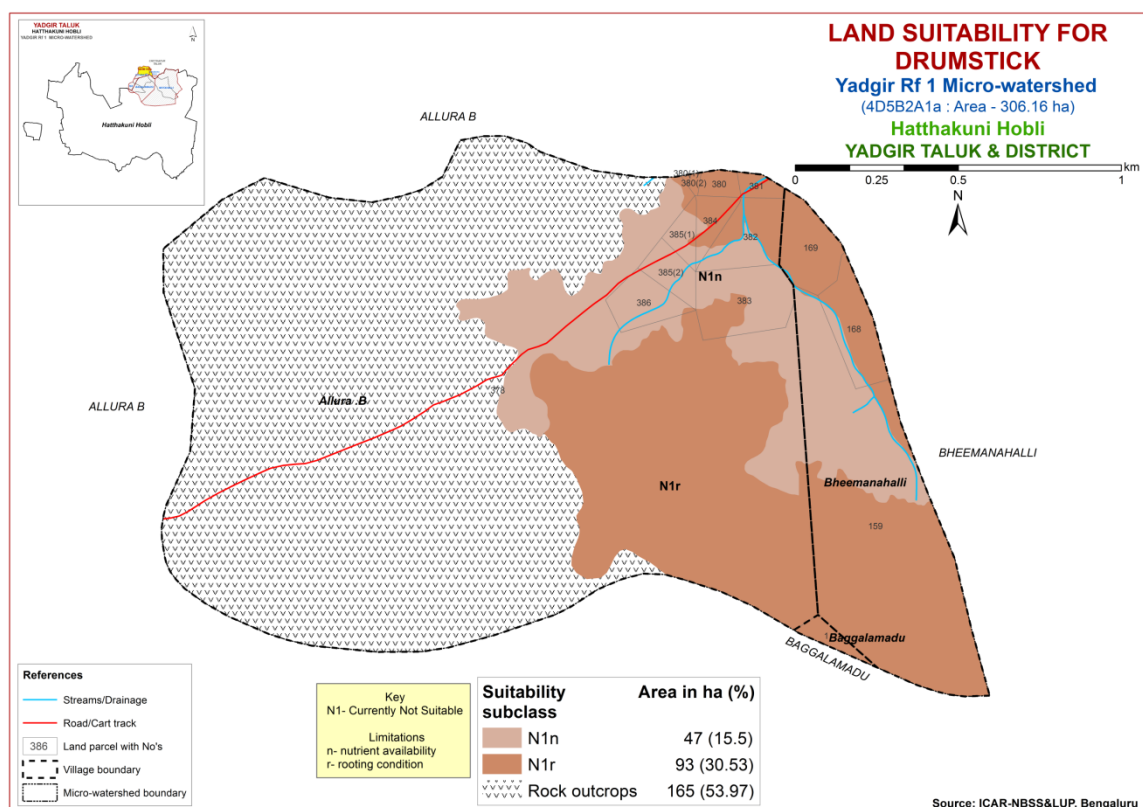 YADGIR TALUK
HATTHAKUNI HOBLI
YADGIR RF 1 MICRO-WATERSHED
N
Hatthakuni Hobli
LAND SUITABILITY FOR
DRUMSTICK
Yadgir Rf 1 Micro-watershed
(4D5B2A1a : Area - 306.16 ha)
Hatthakuni Hobli
YADGIR TALUK & DISTRICT
km
0 0.25 0.5 1
N
ALLURA B
380(1)
380(2) 380 381
384
385(1) 382
169
385(2)
N1n
386 383
168
378
Allura .B
ALLURA B
BHEEMANAHALLI
N1r
Bheemanahalli
159
Baggalamadu
BAGGALAMADU
References
Streams/Drainage
Road/Cart track
386 Land parcel with No's
Village boundary
Micro-watershed boundary
Key
N1- Currently Not Suitable
Limitations
n- nutrient availability
r- rooting condition
Suitability subclass Area in ha (%)
N1n 47 (15.5)
N1r 93 (30.53)
Rock outcrops 165 (53.97)
Source: ICAR-NBSS&LUP, Bengaluru